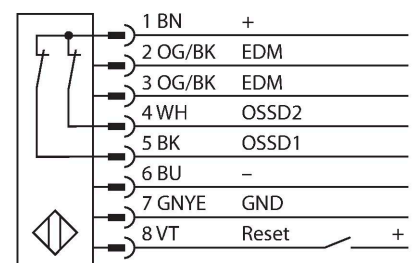 1 BN +
2 OG/BK EDM
3 OG/BK EDM
4 WH OSSD2
5 BK OSSD1
6 BU –
7 GNYE GND
8 VT Reset +